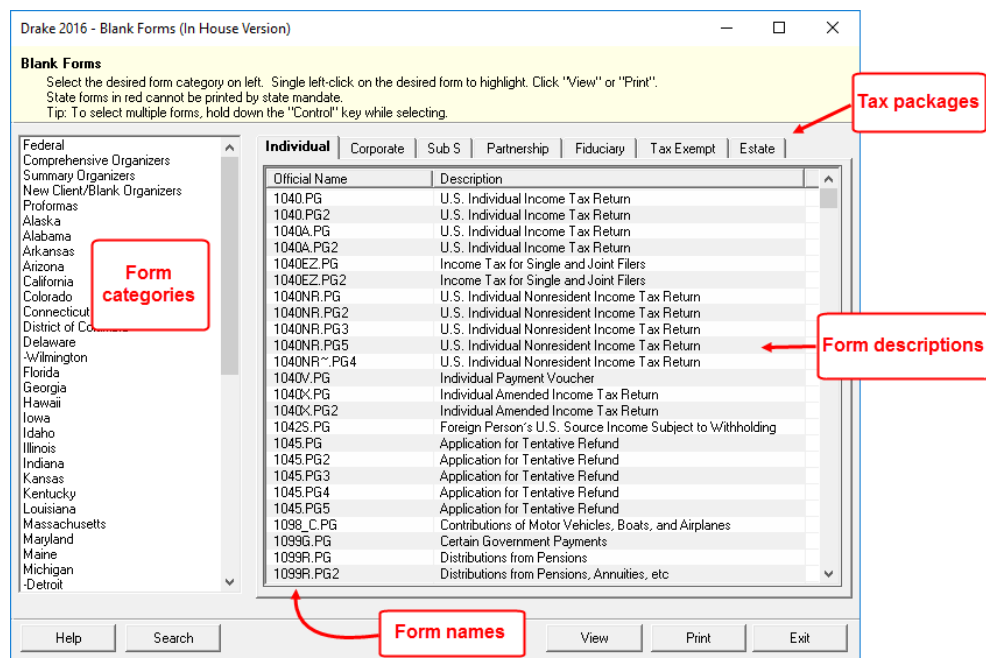 Drake 2016 - Blank Forms (In House Version)
Blank Forms
Select the desired form category on left. Single left-click on the desired form to highlight. Click "View" or "Print".
State forms in red cannot be printed by state mandate.
Tip: To select multiple forms, hold down the "Control" key while selecting.
Tax packages
Federal
Comprehensive Organizers
Summary Organizers
New Client/Blank Organizers
Proformas
Alaska
Alabama
Arkansas
Arizona
California
Colorado
Connecticut
District of
Delaware
-Wilmington
Florida
Georgia
Hawaii
Iowa
Idaho
Illinois
Indiana
Kansas
Kentucky
Louisiana
Massachusetts
Maryland
Maine
Michigan
-Detroit
Form
categories
Individual Corporate Sub S Partnership Fiduciary Tax Exempt Estate
Official Name Description
1040.PG U.S. Individual Income Tax Return
1040.PG2 U.S. Individual Income Tax Return
1040A.PG U.S. Individual Income Tax Return
1040A.PG2 U.S. Individual Income Tax Return
1040EZ.PG Income Tax for Single and Joint Filers
1040EZ.PG2 Income Tax for Single and Joint Filers
1040NR.PG U.S. Individual Nonresident Income Tax Return
1040NR.PG2 U.S. Individual Nonresident Income Tax Return
1040NR.PG3 U.S. Individual Nonresident Income Tax Return
1040NR.PG5 U.S. Individual Nonresident Income Tax Return
1040NR~.PG4 U.S. Individual Nonresident Income Tax Return
1040V.PG Individual Payment Voucher
1040X.PG Individual Amended Income Tax Return
1040X.PG2 Individual Amended Income Tax Return
1042S.PG Foreign Person's U.S. Source Income Subject to Withholding
1045.PG Application for Tentative Refund
1045.PG2 Application for Tentative Refund
1045.PG3 Application for Tentative Refund
1045.PG4 Application for Tentative Refund
1045.PG5 Application for Tentative Refund
1098_C.PG Contributions of Motor Vehicles, Boats, and Airplanes
1099G.PG Certain Government Payments
1099R.PG Distributions from Pensions
1099R.PG2 Distributions from Pensions, Annuities, etc
Form descriptions
Form names
Help Search View Print Exit